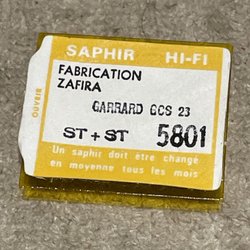 SAPHIR HI-FI
OUVRIR
FABRICATION
ZAFIRA
GARRARD GCS 23
ST + ST 5801
Un saphir doit être changé
en moyenne tous les mois